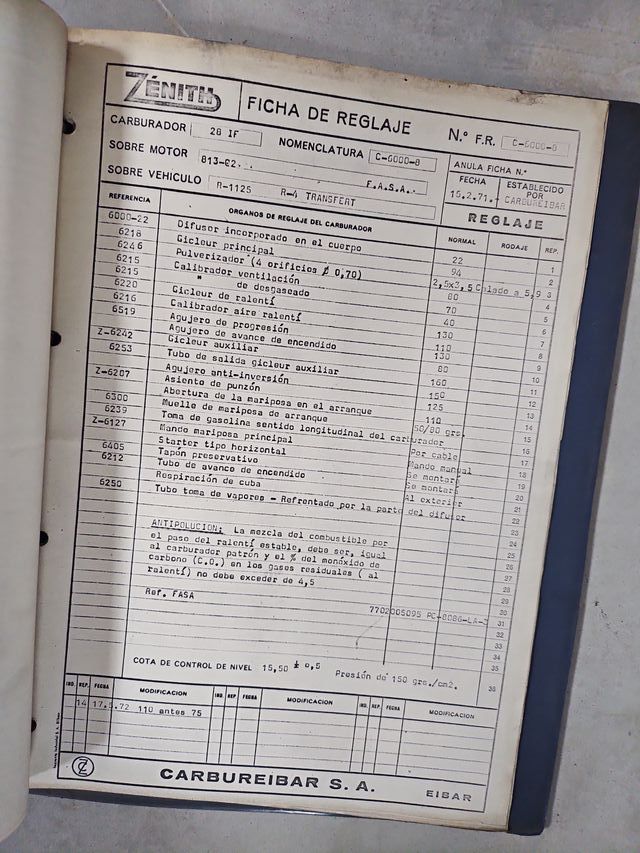 ZÉNITH
FICHA DE REGLAJE
N.º F.R. C-6000-8
CARBURADOR 28 IF
NOMENCLATURA C-6000-8
SOBRE MOTOR 813-02.
F.A.S.A.
SOBRE VEHICULO R-1125 R-4 TRANSFERT
ANULA FICHA N.º
FECHA ESTABLECIDO POR
15.2.71.- CARBUREIBAR
REGLAJE
REFERENCIA ORGANOS DE REGLAJE DEL CARBURADOR NORMAL RODAJE REP.
6000-22 Difusor incorporado en el cuerpo 22 1
6218 Gicleur principal 94 2
6246 Pulverizador (4 orificios ø 0,70) 2,5x3,5 Calado a 5,9 3
6215 Calibrador ventilación 80 4
6215 " de desgaseado 70 5
6220 Gicleur de ralentí 40 6
6216 Calibrador aire ralentí 130 7
6519 Agujero de progresión 110 8
Agujero de avance de encendido 130 9
Z-6242 Gicleur auxiliar 80 10
6253 Tubo de salida gicleur auxiliar 160 11
Agujero anti-inversión 150 12
Z-6207 Asiento de punzón 125 13
Abertura de la mariposa en el arranque 110 14
6300 Muelle de mariposa de arranque 50/80 grs. 15
6239 Toma de gasolina sentido longitudinal del carburador 16
Z-6127 Mando mariposa principal Por cable 17
Starter tipo horizontal Mando manual 18
6405 Tapón preservativo Se montará 19
6212 Tubo de avance de encendido Se montará 20
Respiración de cuba Al exterior 21
6250 Tubo toma de vapores - Refrentado por la parte del difusor 22
23
24
ANTIPOLUCION: La mezcla del combustible por 25
el paso del ralentí estable, debe ser, igual 26
al carburador patrón y el % del monóxido de 27
carbono (C.O.) en los gases residuales ( al 28
ralentí) no debe exceder de 4,5 29
30
Ref. FASA 7702005095 PC-8086-LA- 31
32
33
34
35
COTA DE CONTROL DE NIVEL 15,50 ± 0,5 Presión de 150 grs./cm2. 36
IND. REP. FECHA MODIFICACION IND. REP. FECHA MODIFICACION IND. REP. FECHA MODIFICACION
14 17.5.72 110 antes 75
CARBUREIBAR S. A.
EIBAR